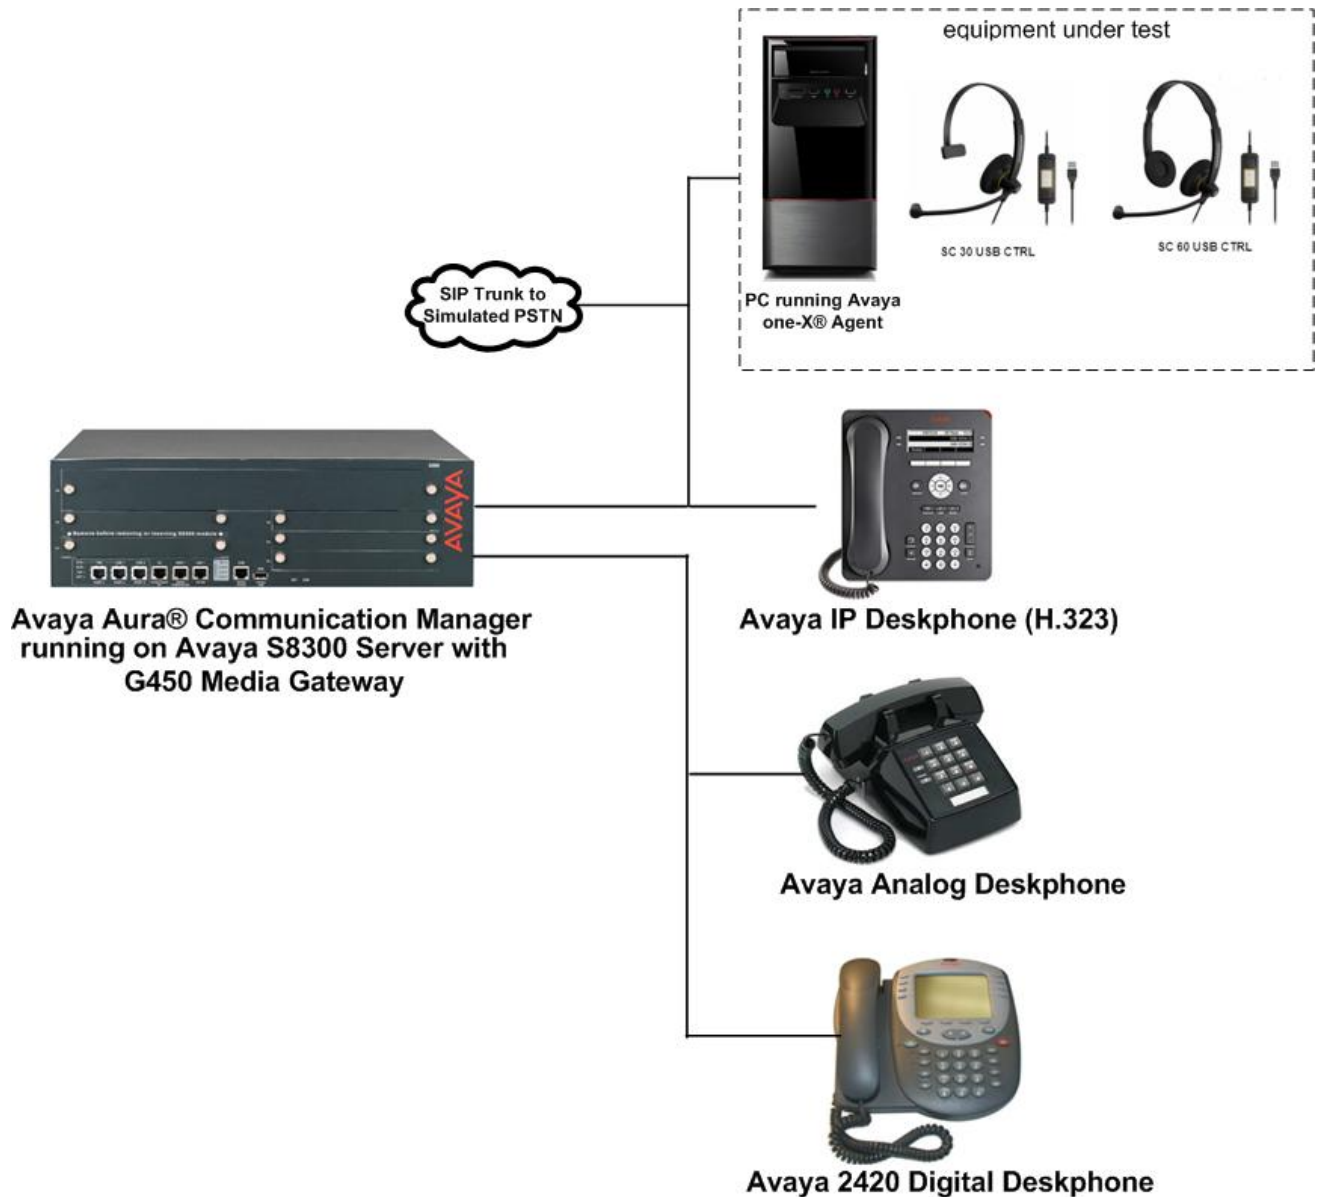 equipment under test
SC 30 USB CTRL
SC 60 USB CTRL
PC running Avaya
one-X® Agent
SIP Trunk to
Simulated PSTN
AVAYA
Avaya Aura® Communication Manager
running on Avaya S8300 Server with
G450 Media Gateway
Avaya IP Deskphone (H.323)
Avaya Analog Deskphone
Avaya 2420 Digital Deskphone